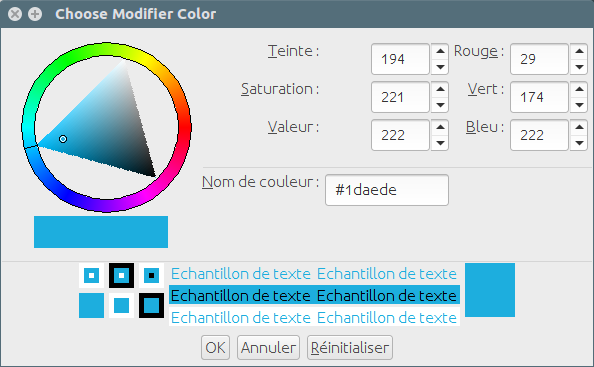 Choose Modifier Color
Teinte : 194 Rouge : 29
Saturation : 221 Vert : 174
Valeur : 222 Bleu : 222
Nom de couleur : #1daede
Echantillon de texte Echantillon de texte
Echantillon de texte Echantillon de texte
Echantillon de texte Echantillon de texte
OK Annuler Réinitialiser